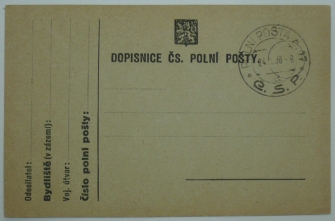 DOPISNICE ČS. POLNÍ POŠTY.
POLNÍ POŠTA
Č.S.P.
Odesilatel:
Bydliště (v zázemí):
Voj. útvar:
číslo polní pošty: